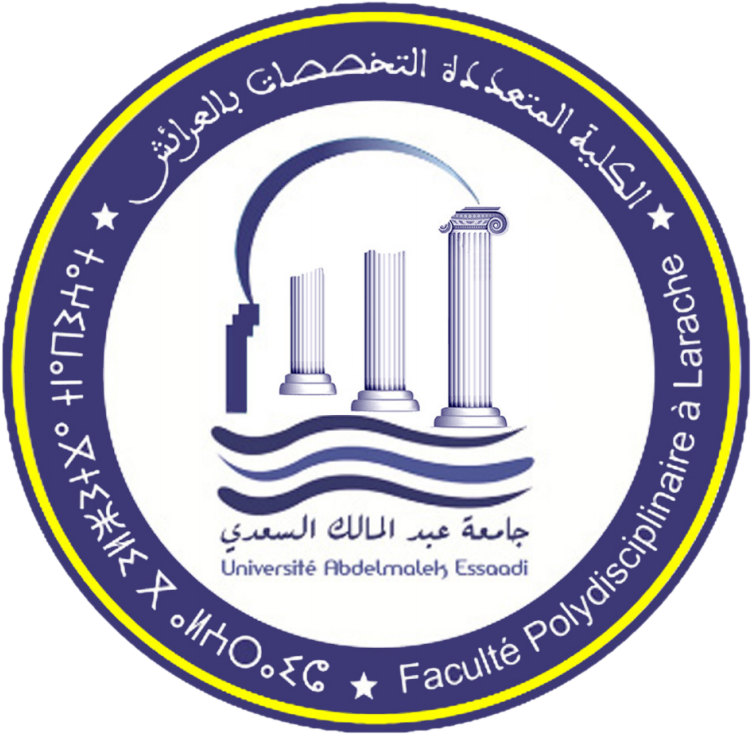 الكلية المتعددة التخصصات بالعرائش
Faculté Polydisciplinaire à Larache
جامعة عبد المالك السعدي
Université Abdelmalek Essaadi